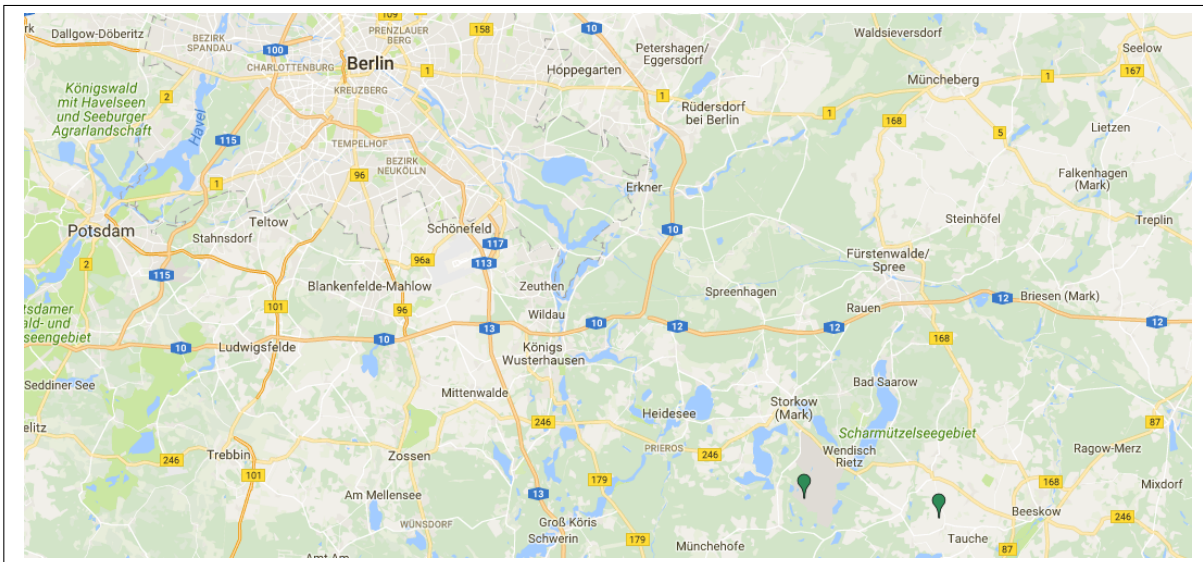 Dallgow-Döberitz
BEZIRK
SPANDAU
100
109
PRENZLAUER
BERG
158
10
Petershagen/
Eggersdorf
Waldsieversdorf
Seelow
167
CHARLOTTENBURG
Berlin
KREUZBERG
1
Hoppegarten
Müncheberg
1
Königswald
mit Havelseen
und Seeburger
Agrarlandschaft
2
Havel
1
Rüdersdorf
bei Berlin
1
168
5
Lietzen
115
TEMPELHOF
BEZIRK
NEUKÖLLN
96
1
Erkner
Falkenhagen
(Mark)
Potsdam
Teltow
Stahnsdorf
Schönefeld
117
10
Steinhöfel
Treplin
2
115
96a
113
Fürstenwalde/
Spree
Blankenfelde-Mahlow
Zeuthen
Spreenhagen
Briesen (Mark)
101
96
Wildau
Rauen
12
tsdamer
ald- und
seengebiet
10
Ludwigsfelde
10
13
10
12
12
12
Königs
Wusterhausen
168
Seddiner See
Mittenwalde
Bad Saarow
Heidesee
Storkow
(Mark)
elitz
246
87
Scharmützelseegebiet
246
Trebbin
Zossen
PRIEROS
246
Wendisch
Rietz
Ragow-Merz
101
179
168
Mixdorf
Am Mellensee
13
WÜNSDORF
Groß Köris
Beeskow
246
Schwerin
179
Münchehofe
Tauche
87
Amt Am